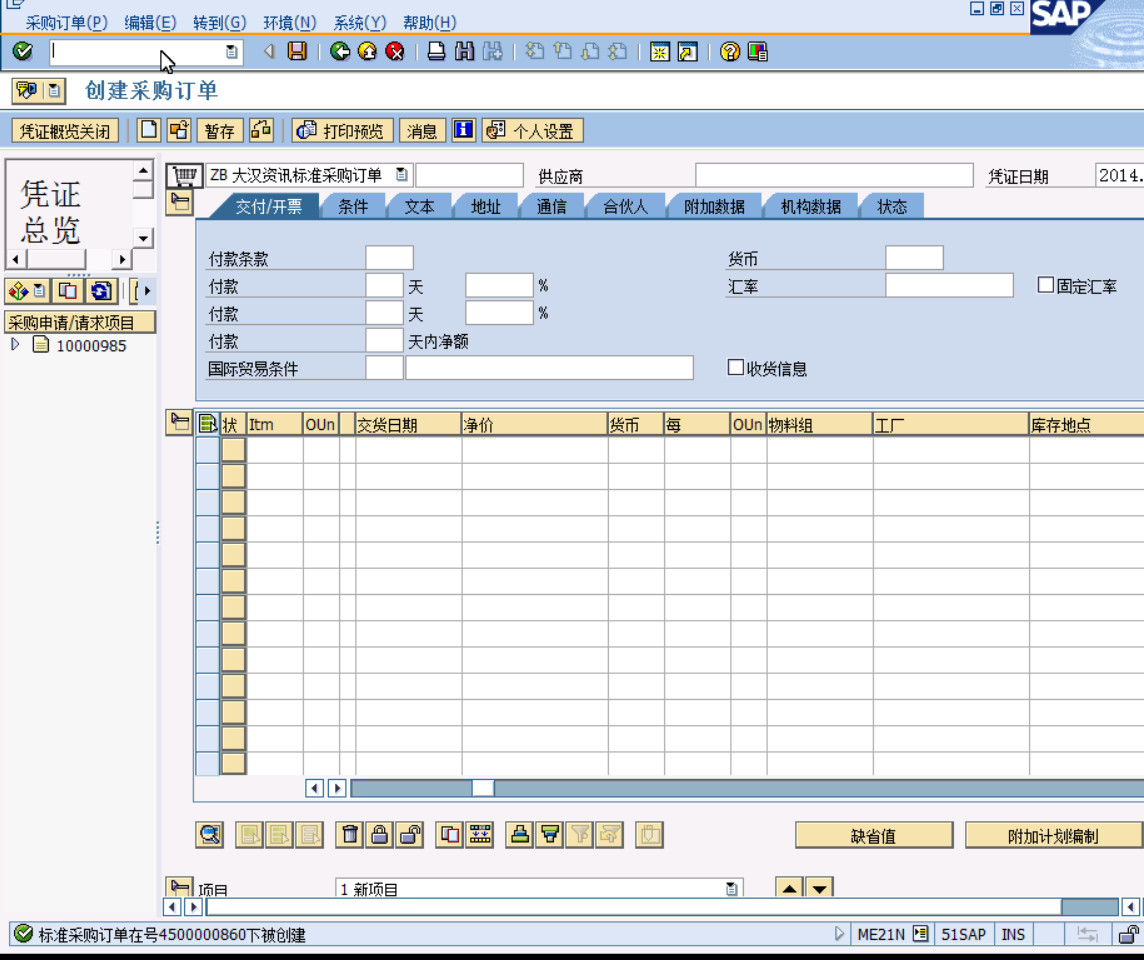 采购订单(P) 编辑(E) 转到(G) 环境(N) 系统(Y) 帮助(H)
SAP
创建采购订单
凭证概览关闭 暂存 打印预览 消息 个人设置
凭证
总览
ZB 大汉资讯标准采购订单 供应商 凭证日期 2014.
交付/开票 条件 文本 地址 通信 合伙人 附加数据 机构数据 状态
付款条款 货币
付款 天 % 汇率 固定汇率
付款 天 %
付款 天内净额
国际贸易条件 收货信息
采购申请/请求项目
10000985
状 Itm OUn 交货日期 净价 货币 每 OUn 物料组 工厂 库存地点
缺省值 附加计划编制
项目 1 新项目
标准采购订单在号4500000860下被创建 ME21N 51SAP INS